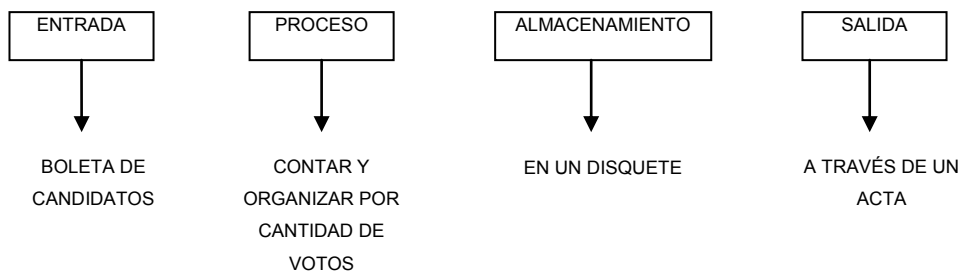 ENTRADA
PROCESO
ALMACENAMIENTO
SALIDA
BOLETA DE
CANDIDATOS
CONTAR Y
ORGANIZAR POR
CANTIDAD DE
VOTOS
EN UN DISQUETE
A TRAVÉS DE UN
ACTA